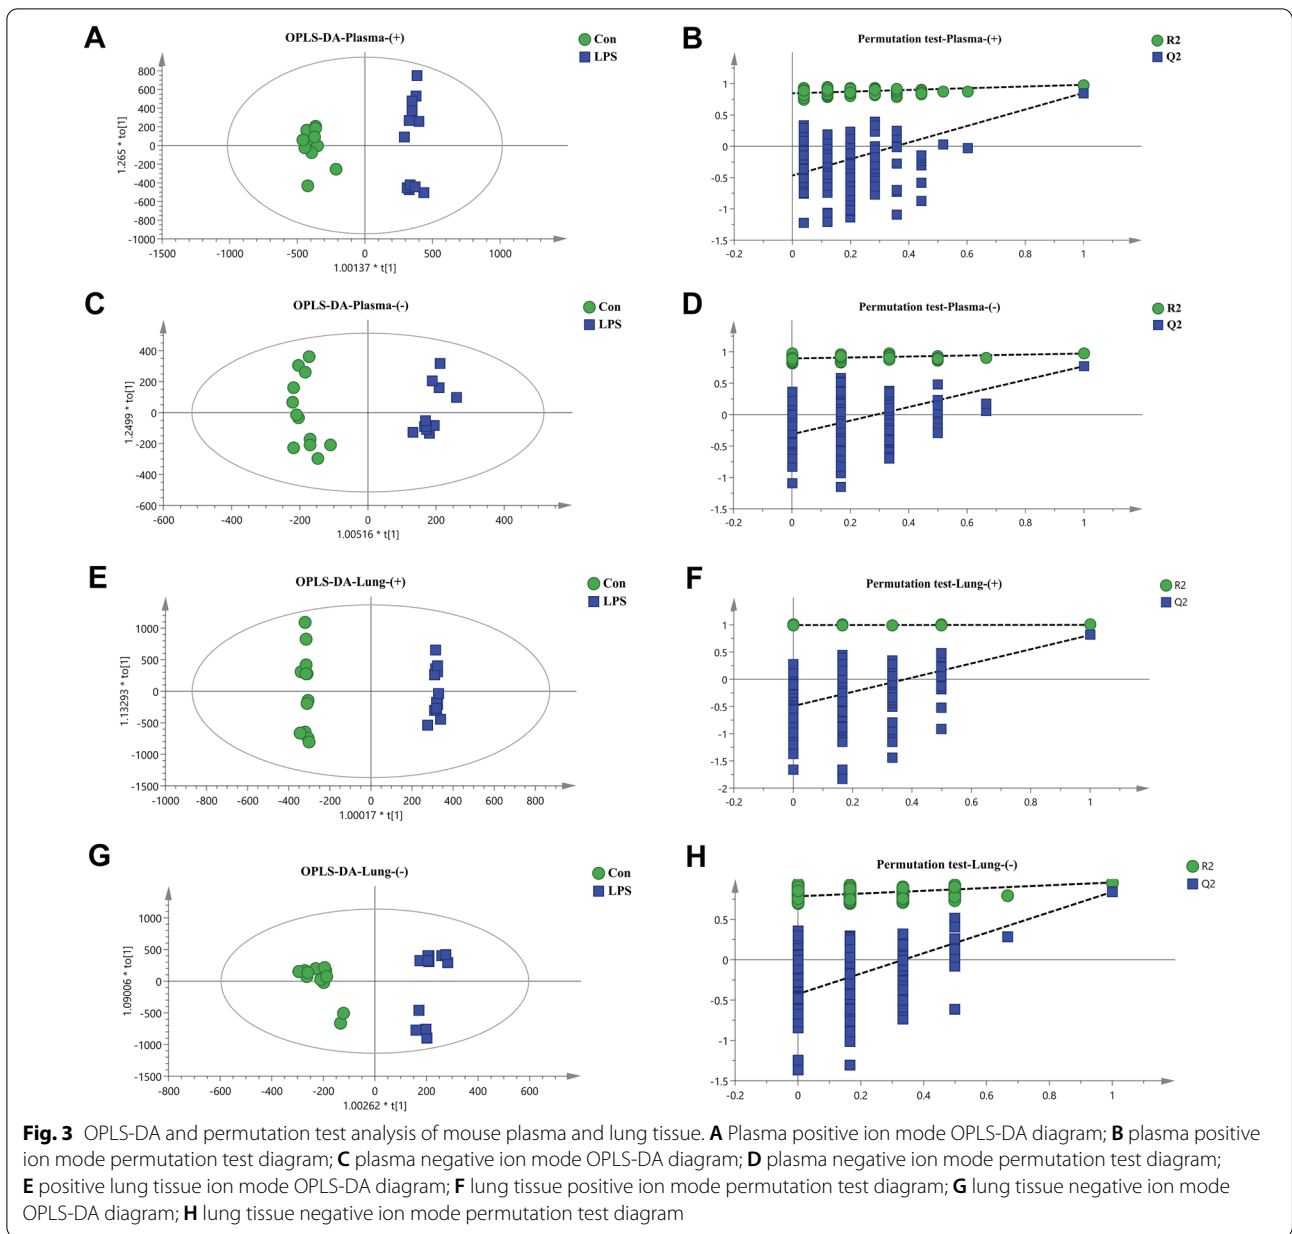 A
OPLS-DA-Plasma-(+)
Con
LPS
800
600
400
200
0
-200
-400
-600
-800
-1000
1.265 * to[1]
-1500
-1000
-500
0
500
1000
1.00137 * t[1]
B
Permutation test-Plasma-(+)
R2
Q2
1
0.5
0
-0.5
-1
-1.5
-0.2
0
0.2
0.4
0.6
0.8
1
C
OPLS-DA-Plasma-(-)
Con
LPS
400
200
0
-200
-400
-600
1.2499 * to[1]
-600
-400
-200
0
200
400
1.00516 * t[1]
D
Permutation test-Plasma-(-)
R2
Q2
1
0.5
0
-0.5
-1
-1.5
-0.2
0
0.2
0.4
0.6
0.8
1
E
OPLS-DA-Lung-(+)
Con
LPS
1000
500
0
-500
-1000
-1500
1.13293 * to[1]
-1000
-800
-600
-400
-200
0
200
400
600
800
1.00017 * t[1]
F
Permutation test-Lung-(+)
R2
Q2
1
0.5
0
-0.5
-1
-1.5
-2
-0.2
0
0.2
0.4
0.6
0.8
1
G
OPLS-DA-Lung-(-)
Con
LPS
1000
500
0
-500
-1000
-1500
1.09006 * to[1]
-800
-600
-400
-200
0
200
400
600
1.00262 * t[1]
H
Permutation test-Lung-(-)
R2
Q2
0.5
0
-0.5
-1
-1.5
-0.2
0
0.2
0.4
0.6
0.8
1
Fig. 3 OPLS-DA and permutation test analysis of mouse plasma and lung tissue. A Plasma positive ion mode OPLS-DA diagram; B plasma positive
ion mode permutation test diagram; C plasma negative ion mode OPLS-DA diagram; D plasma negative ion mode permutation test diagram;
E positive lung tissue ion mode OPLS-DA diagram; F lung tissue positive ion mode permutation test diagram; G lung tissue negative ion mode
OPLS-DA diagram; H lung tissue negative ion mode permutation test diagram